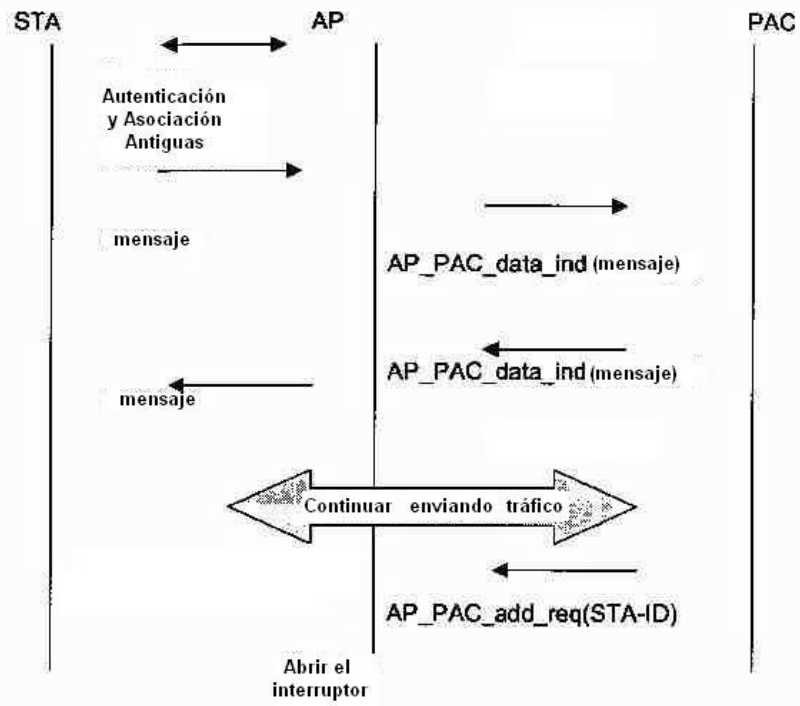 STA
AP
PAC
Autenticación
y Asociación
Antiguas
mensaje
AP_PAC_data_ind (mensaje)
AP_PAC_data_ind (mensaje)
mensaje
Continuar enviando tráfico
AP_PAC_add_req(STA-ID)
Abrir el
interruptor